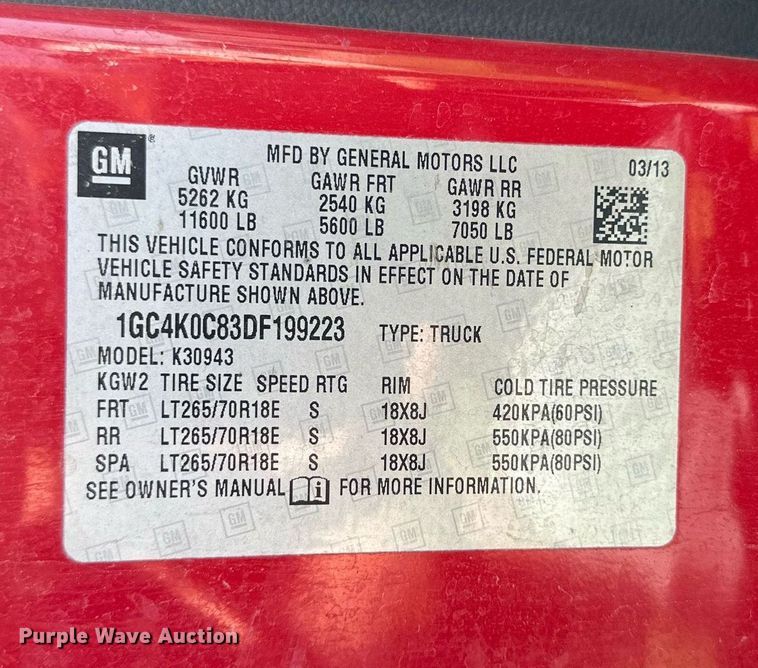 GM
®
MFD BY GENERAL MOTORS LLC 03/13
GVWR GAWR FRT GAWR RR
5262 KG 2540 KG 3198 KG
11600 LB 5600 LB 7050 LB
THIS VEHICLE CONFORMS TO ALL APPLICABLE U.S. FEDERAL MOTOR
VEHICLE SAFETY STANDARDS IN EFFECT ON THE DATE OF
MANUFACTURE SHOWN ABOVE.
1GC4K0C83DF199223 TYPE: TRUCK
MODEL: K30943
KGW2 TIRE SIZE SPEED RTG RIM COLD TIRE PRESSURE
FRT LT265/70R18E S 18X8J 420KPA(60PSI)
RR LT265/70R18E S 18X8J 550KPA(80PSI)
SPA LT265/70R18E S 18X8J 550KPA(80PSI)
SEE OWNER'S MANUAL i FOR MORE INFORMATION.
Purple Wave Auction